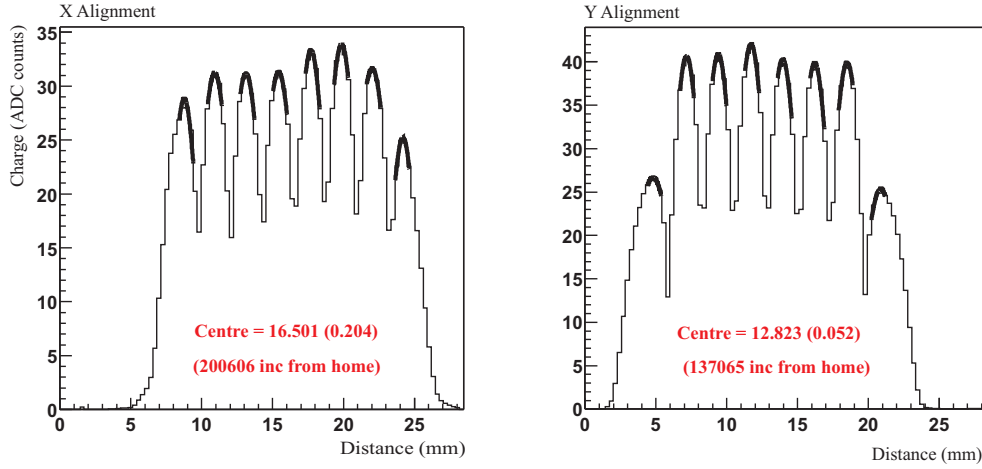 X Alignment
Charge (ADC counts)
35
30
25
20
15
10
5
0
0 5 10 15 20 25
Distance (mm)
Centre = 16.501 (0.204)
(200606 inc from home)
Y Alignment
40
35
30
25
20
15
10
5
0
0 5 10 15 20 25
Distance (mm)
Centre = 12.823 (0.052)
(137065 inc from home)